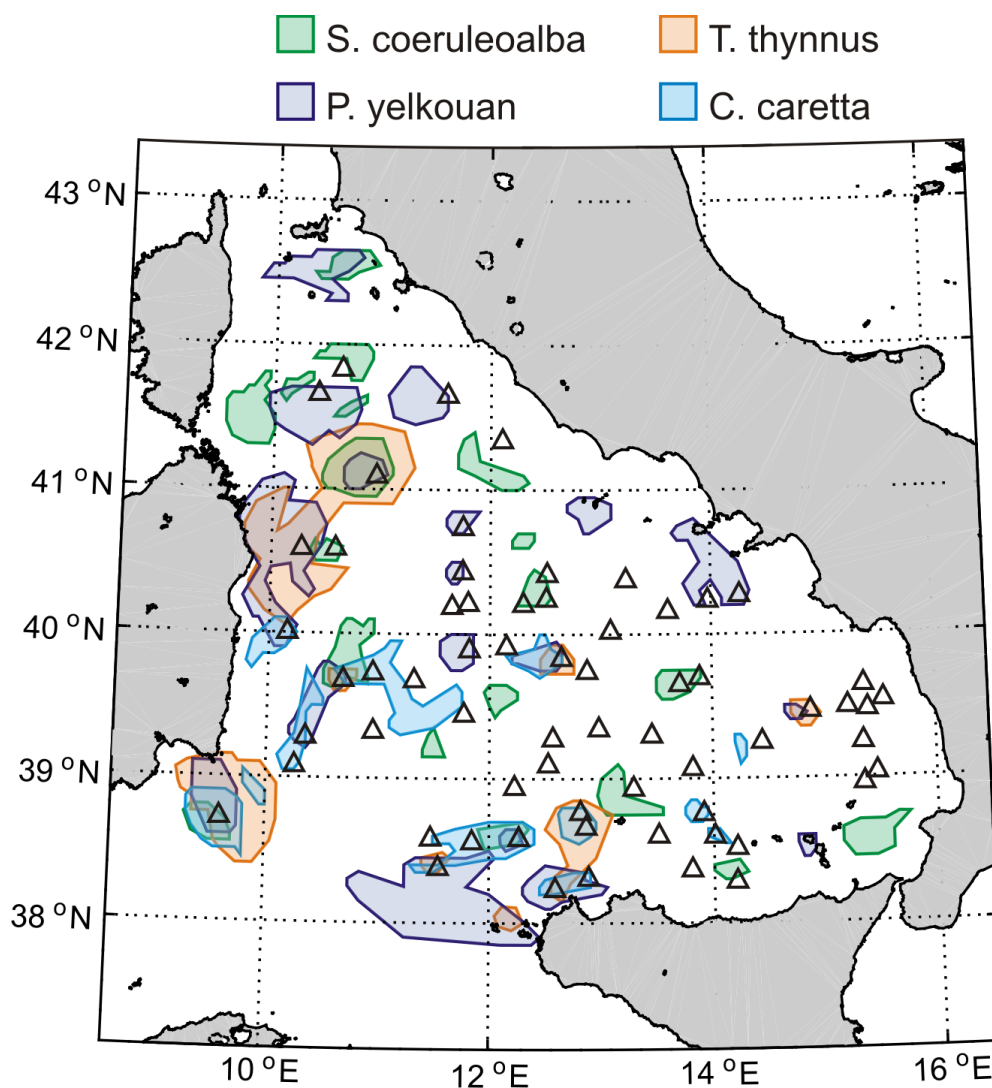 S. coeruleoalba T. thynnus
P. yelkouan C. caretta
43 °N
42 °N
41 °N
40 °N
39 °N
38 °N
10 °E 12 °E 14 °E 16 °E